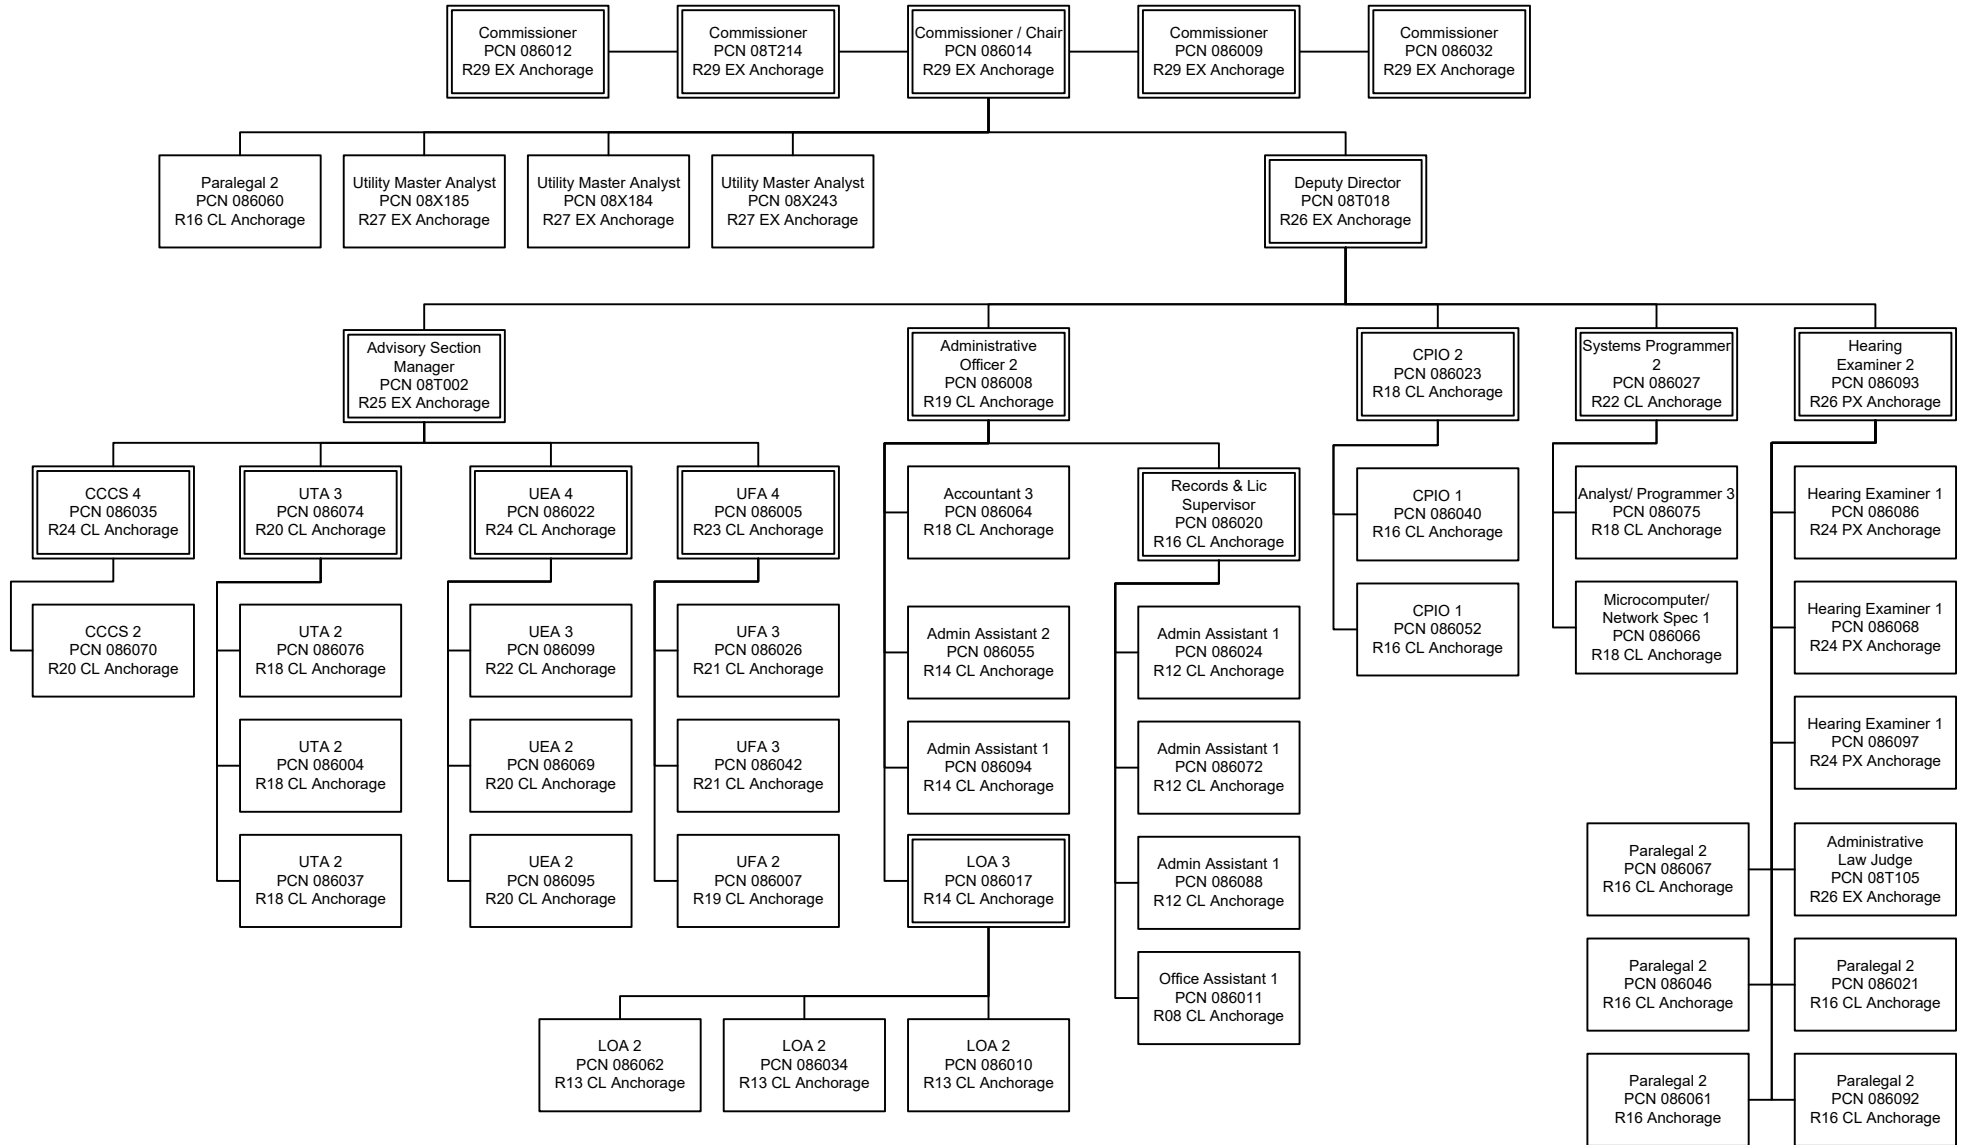 Commissioner
PCN 086012
R29 EX Anchorage
Commissioner
PCN 08T214
R29 EX Anchorage
Commissioner / Chair
PCN 086014
R29 EX Anchorage
Commissioner
PCN 086009
R29 EX Anchorage
Commissioner
PCN 086032
R29 EX Anchorage
Paralegal 2
PCN 086060
R16 CL Anchorage
Utility Master Analyst
PCN 08X185
R27 EX Anchorage
Utility Master Analyst
PCN 08X184
R27 EX Anchorage
Utility Master Analyst
PCN 08X243
R27 EX Anchorage
Deputy Director
PCN 08T018
R26 EX Anchorage
Advisory Section
Manager
PCN 08T002
R25 EX Anchorage
Administrative
Officer 2
PCN 086008
R19 CL Anchorage
CPIO 2
PCN 086023
R18 CL Anchorage
Systems Programmer
2
PCN 086027
R22 CL Anchorage
Hearing
Examiner 2
PCN 086093
R26 PX Anchorage
CCCS 4
PCN 086035
R24 CL Anchorage
UTA 3
PCN 086074
R20 CL Anchorage
UEA 4
PCN 086022
R24 CL Anchorage
UFA 4
PCN 086005
R23 CL Anchorage
Accountant 3
PCN 086064
R18 CL Anchorage
Records & Lic
Supervisor
PCN 086020
R16 CL Anchorage
CPIO 1
PCN 086040
R16 CL Anchorage
Analyst/ Programmer 3
PCN 086075
R18 CL Anchorage
Hearing Examiner 1
PCN 086086
R24 PX Anchorage
CCCS 2
PCN 086070
R20 CL Anchorage
UTA 2
PCN 086076
R18 CL Anchorage
UEA 3
PCN 086099
R22 CL Anchorage
UFA 3
PCN 086026
R21 CL Anchorage
Admin Assistant 2
PCN 086055
R14 CL Anchorage
Admin Assistant 1
PCN 086024
R12 CL Anchorage
CPIO 1
PCN 086052
R16 CL Anchorage
Microcomputer/
Network Spec 1
PCN 086066
R18 CL Anchorage
Hearing Examiner 1
PCN 086068
R24 PX Anchorage
UTA 2
PCN 086004
R18 CL Anchorage
UEA 2
PCN 086069
R20 CL Anchorage
UFA 3
PCN 086042
R21 CL Anchorage
Admin Assistant 1
PCN 086094
R14 CL Anchorage
Admin Assistant 1
PCN 086072
R12 CL Anchorage
Hearing Examiner 1
PCN 086097
R24 PX Anchorage
UTA 2
PCN 086037
R18 CL Anchorage
UEA 2
PCN 086095
R20 CL Anchorage
UFA 2
PCN 086007
R19 CL Anchorage
LOA 3
PCN 086017
R14 CL Anchorage
Admin Assistant 1
PCN 086088
R12 CL Anchorage
Paralegal 2
PCN 086067
R16 CL Anchorage
Administrative
Law Judge
PCN 08T105
R26 EX Anchorage
Office Assistant 1
PCN 086011
R08 CL Anchorage
Paralegal 2
PCN 086046
R16 CL Anchorage
Paralegal 2
PCN 086021
R16 CL Anchorage
LOA 2
PCN 086062
R13 CL Anchorage
LOA 2
PCN 086034
R13 CL Anchorage
LOA 2
PCN 086010
R13 CL Anchorage
Paralegal 2
PCN 086061
R16 Anchorage
Paralegal 2
PCN 086092
R16 CL Anchorage